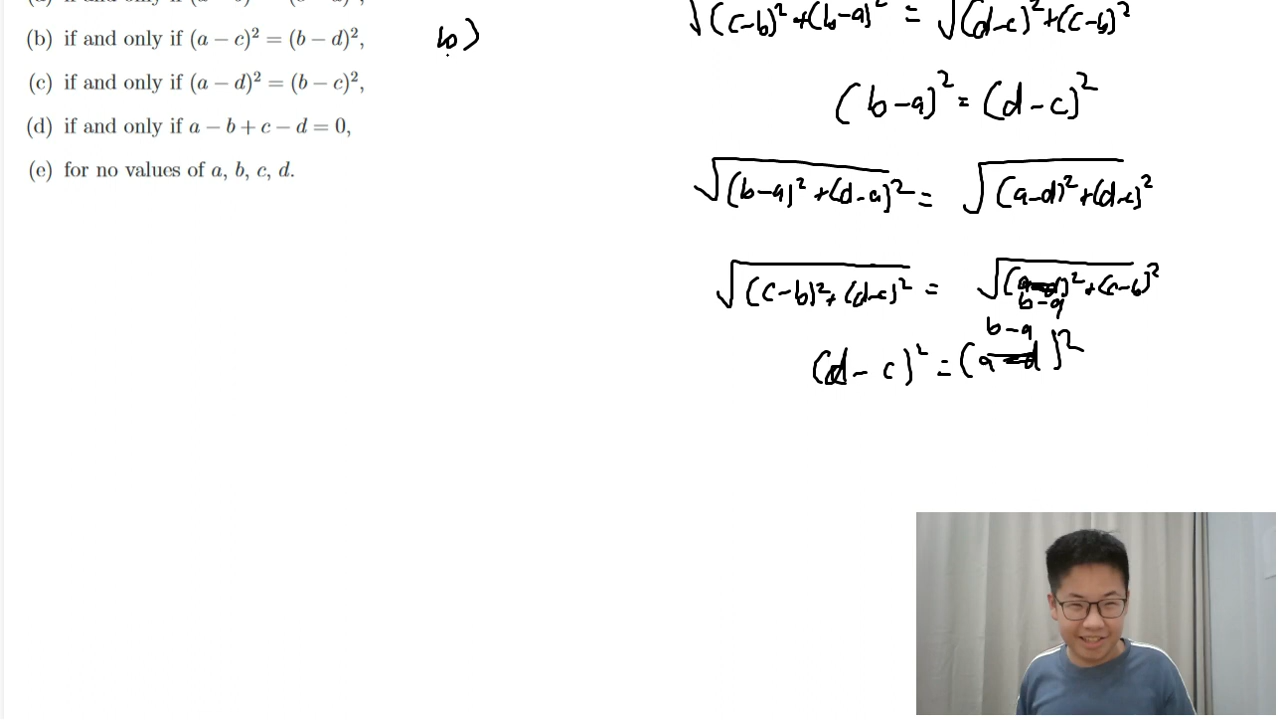 (b) if and only if (a − c)² = (b − d)²,
(c) if and only if (a − d)² = (b − c)²,
(d) if and only if a − b + c − d = 0,
(e) for no values of a, b, c, d.
b)
√(c-b)²+(b-a)² = √(d-c)²+(c-b)²
(b-a)² = (d-c)²
√(b-a)²+(d-a)² = √(a-d)²+(d-c)²
√(c-b)²+(d-c)² = √( )²+(c-b)²
b-a
b-a
(d-c)² = (a-d)²